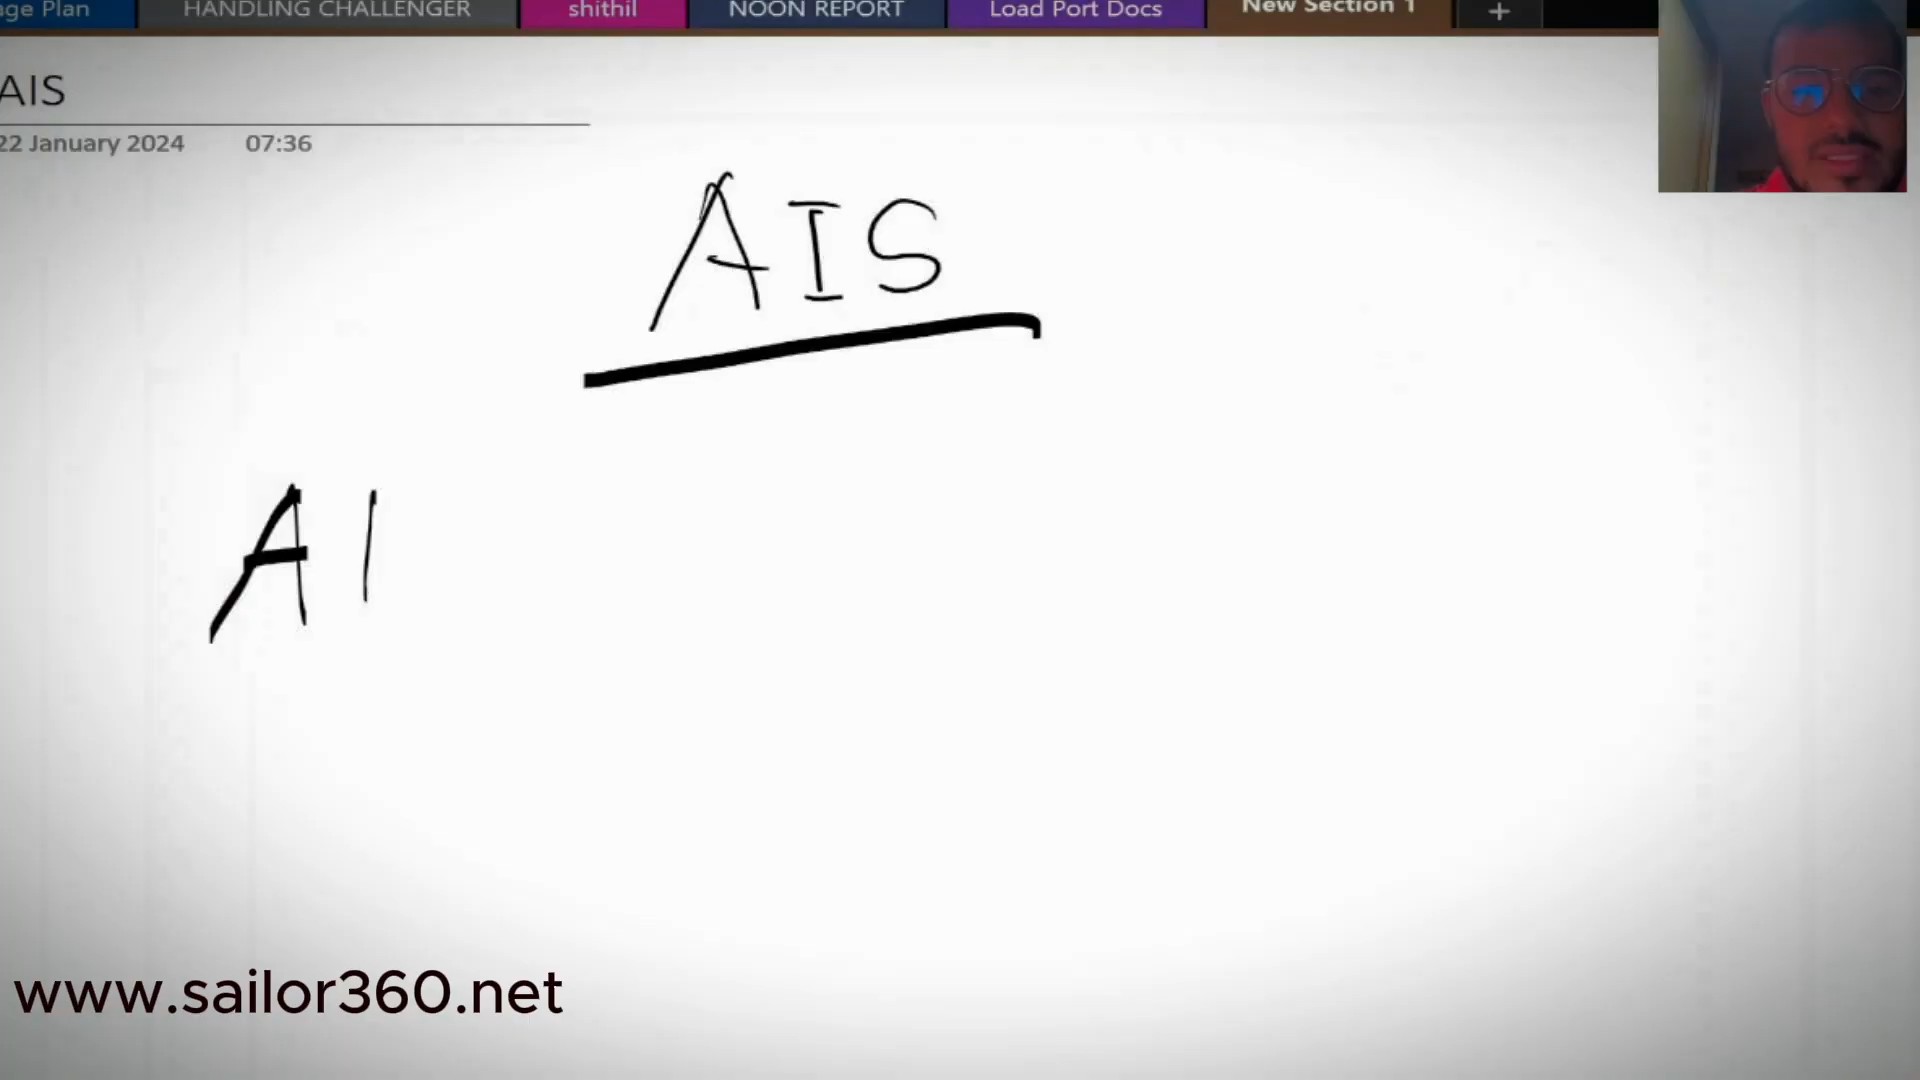 age Plan HANDLING CHALLENGER shithil NOON REPORT Load Port Docs New Section 1 +
AIS
22 January 2024 07:36
AIS
A I
www.sailor360.net